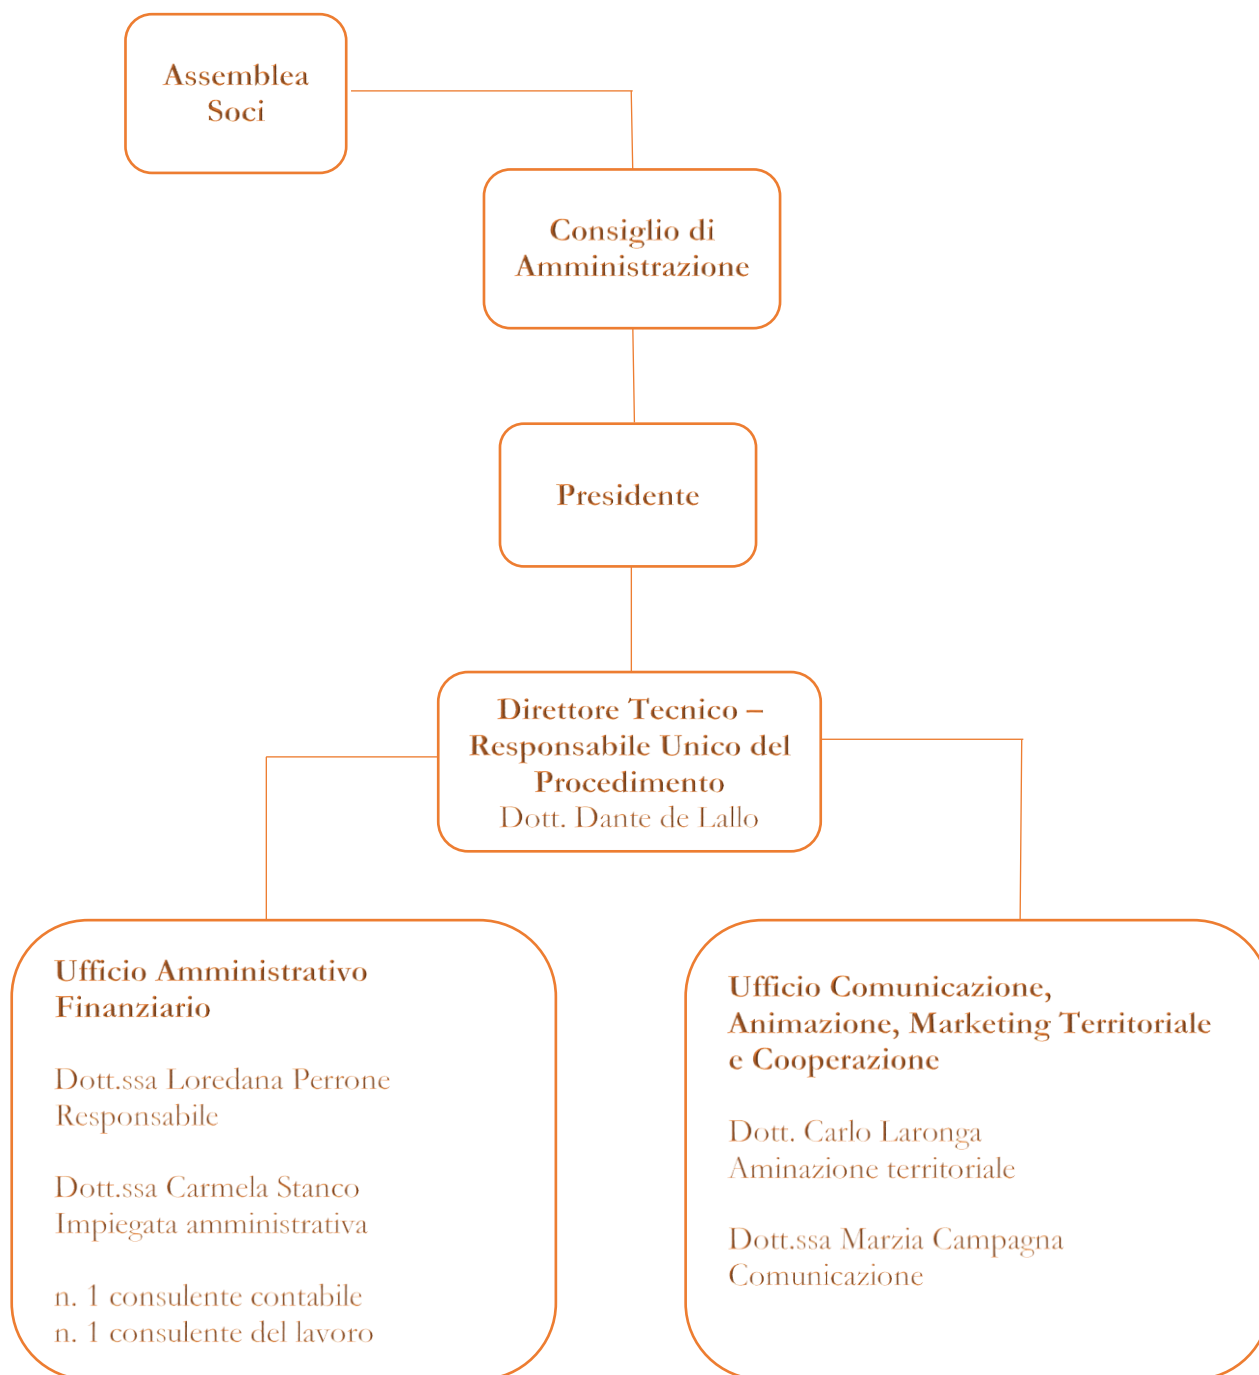 Assemblea
Soci
Consiglio di
Amministrazione
Presidente
Direttore Tecnico –
Responsabile Unico del
Procedimento
Dott. Dante de Lallo
Ufficio Amministrativo
Finanziario
Dott.ssa Loredana Perrone
Responsabile
Dott.ssa Carmela Stanco
Impiegata amministrativa
n. 1 consulente contabile
n. 1 consulente del lavoro
Ufficio Comunicazione,
Animazione, Marketing Territoriale
e Cooperazione
Dott. Carlo Laronga
Aminazione territoriale
Dott.ssa Marzia Campagna
Comunicazione